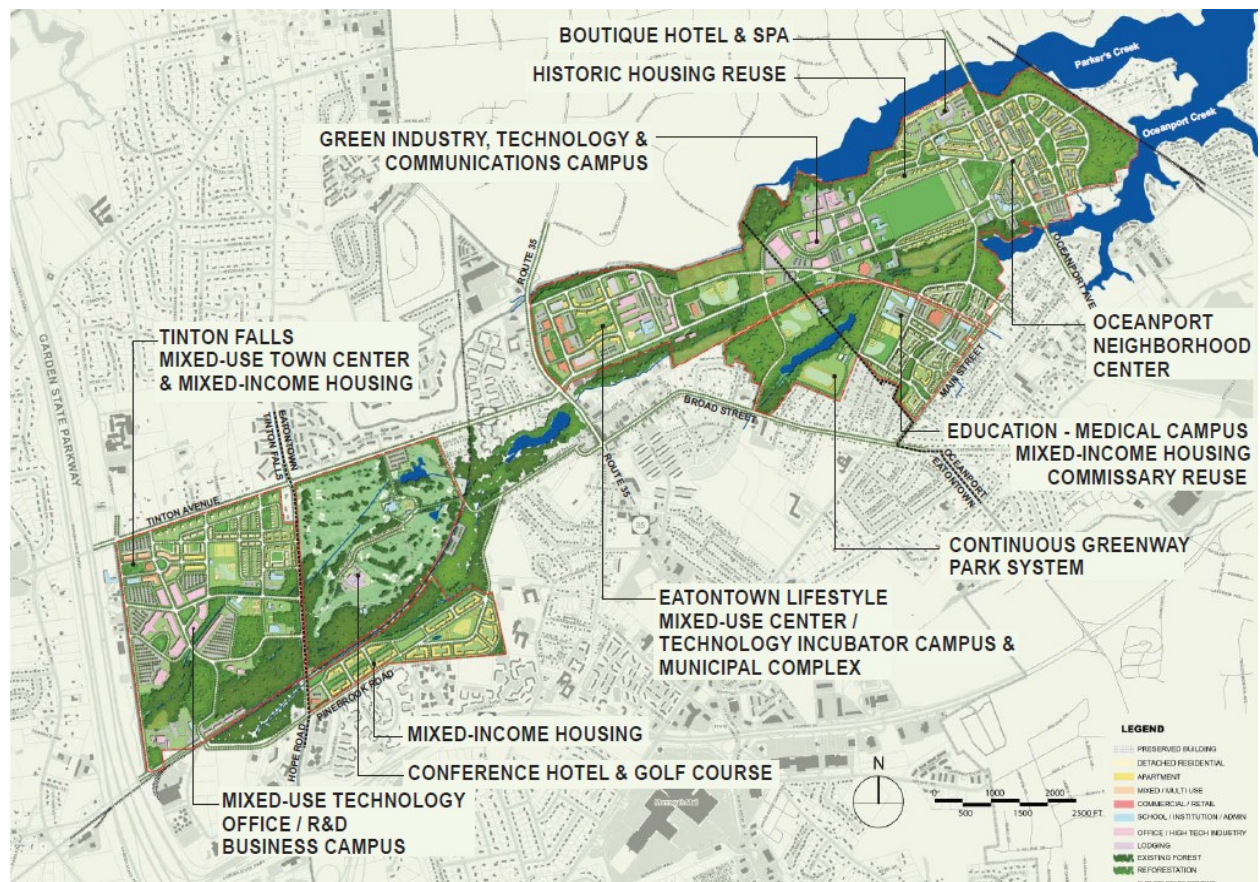 BOUTIQUE HOTEL & SPA
HISTORIC HOUSING REUSE
GREEN INDUSTRY, TECHNOLOGY &
COMMUNICATIONS CAMPUS
Parker's Creek
Oceanport Creek
ROUTE 35
OCEANPORT AVE
TINTON FALLS
MIXED-USE TOWN CENTER
& MIXED-INCOME HOUSING
GARDEN STATE PARKWAY
EATONTOWN
TINTON FALLS
TINTON AVENUE
OCEANPORT
NEIGHBORHOOD
CENTER
MAIN STREET
BROAD STREET
ROUTE 35
35
OCEANPORT
EATONTOWN
EDUCATION - MEDICAL CAMPUS
MIXED-INCOME HOUSING
COMMISSARY REUSE
CONTINUOUS GREENWAY
PARK SYSTEM
EATONTOWN LIFESTYLE
MIXED-USE CENTER /
TECHNOLOGY INCUBATOR CAMPUS &
MUNICIPAL COMPLEX
PINEBROOK ROAD
HOPE ROAD
MIXED-INCOME HOUSING
CONFERENCE HOTEL & GOLF COURSE
MIXED-USE TECHNOLOGY
OFFICE / R&D
BUSINESS CAMPUS
N
0 1000 2000
500 1500 2500 FT.
LEGEND
PRESERVED BUILDING
DETACHED RESIDENTIAL
APARTMENT
MIXED / MULTI USE
COMMERCIAL / RETAIL
SCHOOL / INSTITUTION / ADMIN
OFFICE / HIGH TECH INDUSTRY
LODGING
EXISTING FOREST
REFORESTATION